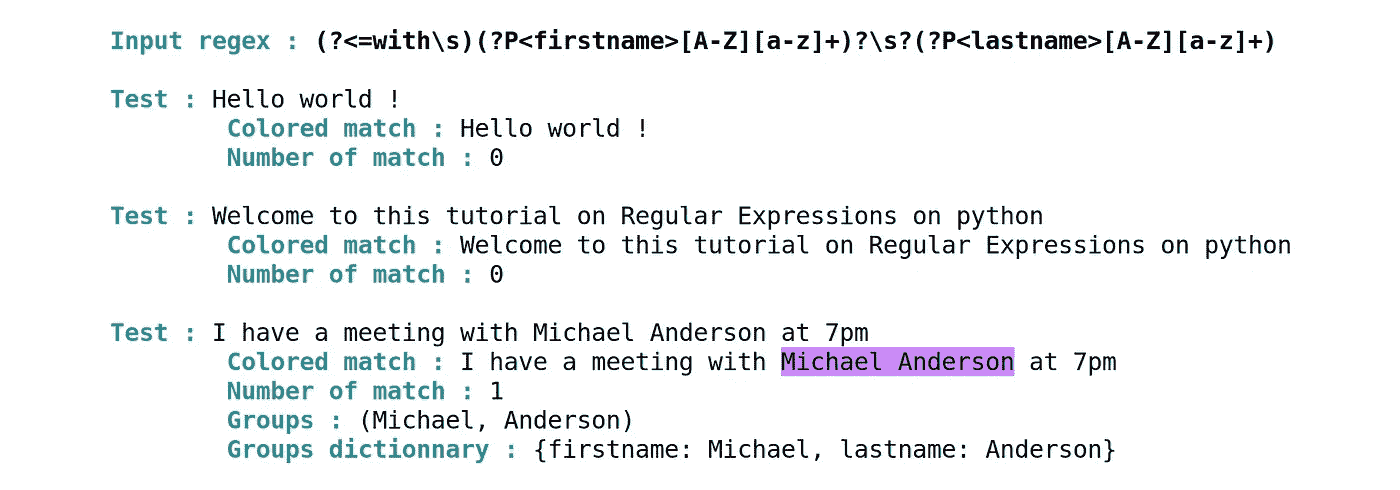 Input regex : (?<=with\s)(?P<firstname>[A-Z][a-z]+)?\s?(?P<lastname>[A-Z][a-z]+)
Test : Hello world !
Colored match : Hello world !
Number of match : 0
Test : Welcome to this tutorial on Regular Expressions on python
Colored match : Welcome to this tutorial on Regular Expressions on python
Number of match : 0
Test : I have a meeting with Michael Anderson at 7pm
Colored match : I have a meeting with Michael Anderson at 7pm
Number of match : 1
Groups : (Michael, Anderson)
Groups dictionnary : {firstname: Michael, lastname: Anderson}